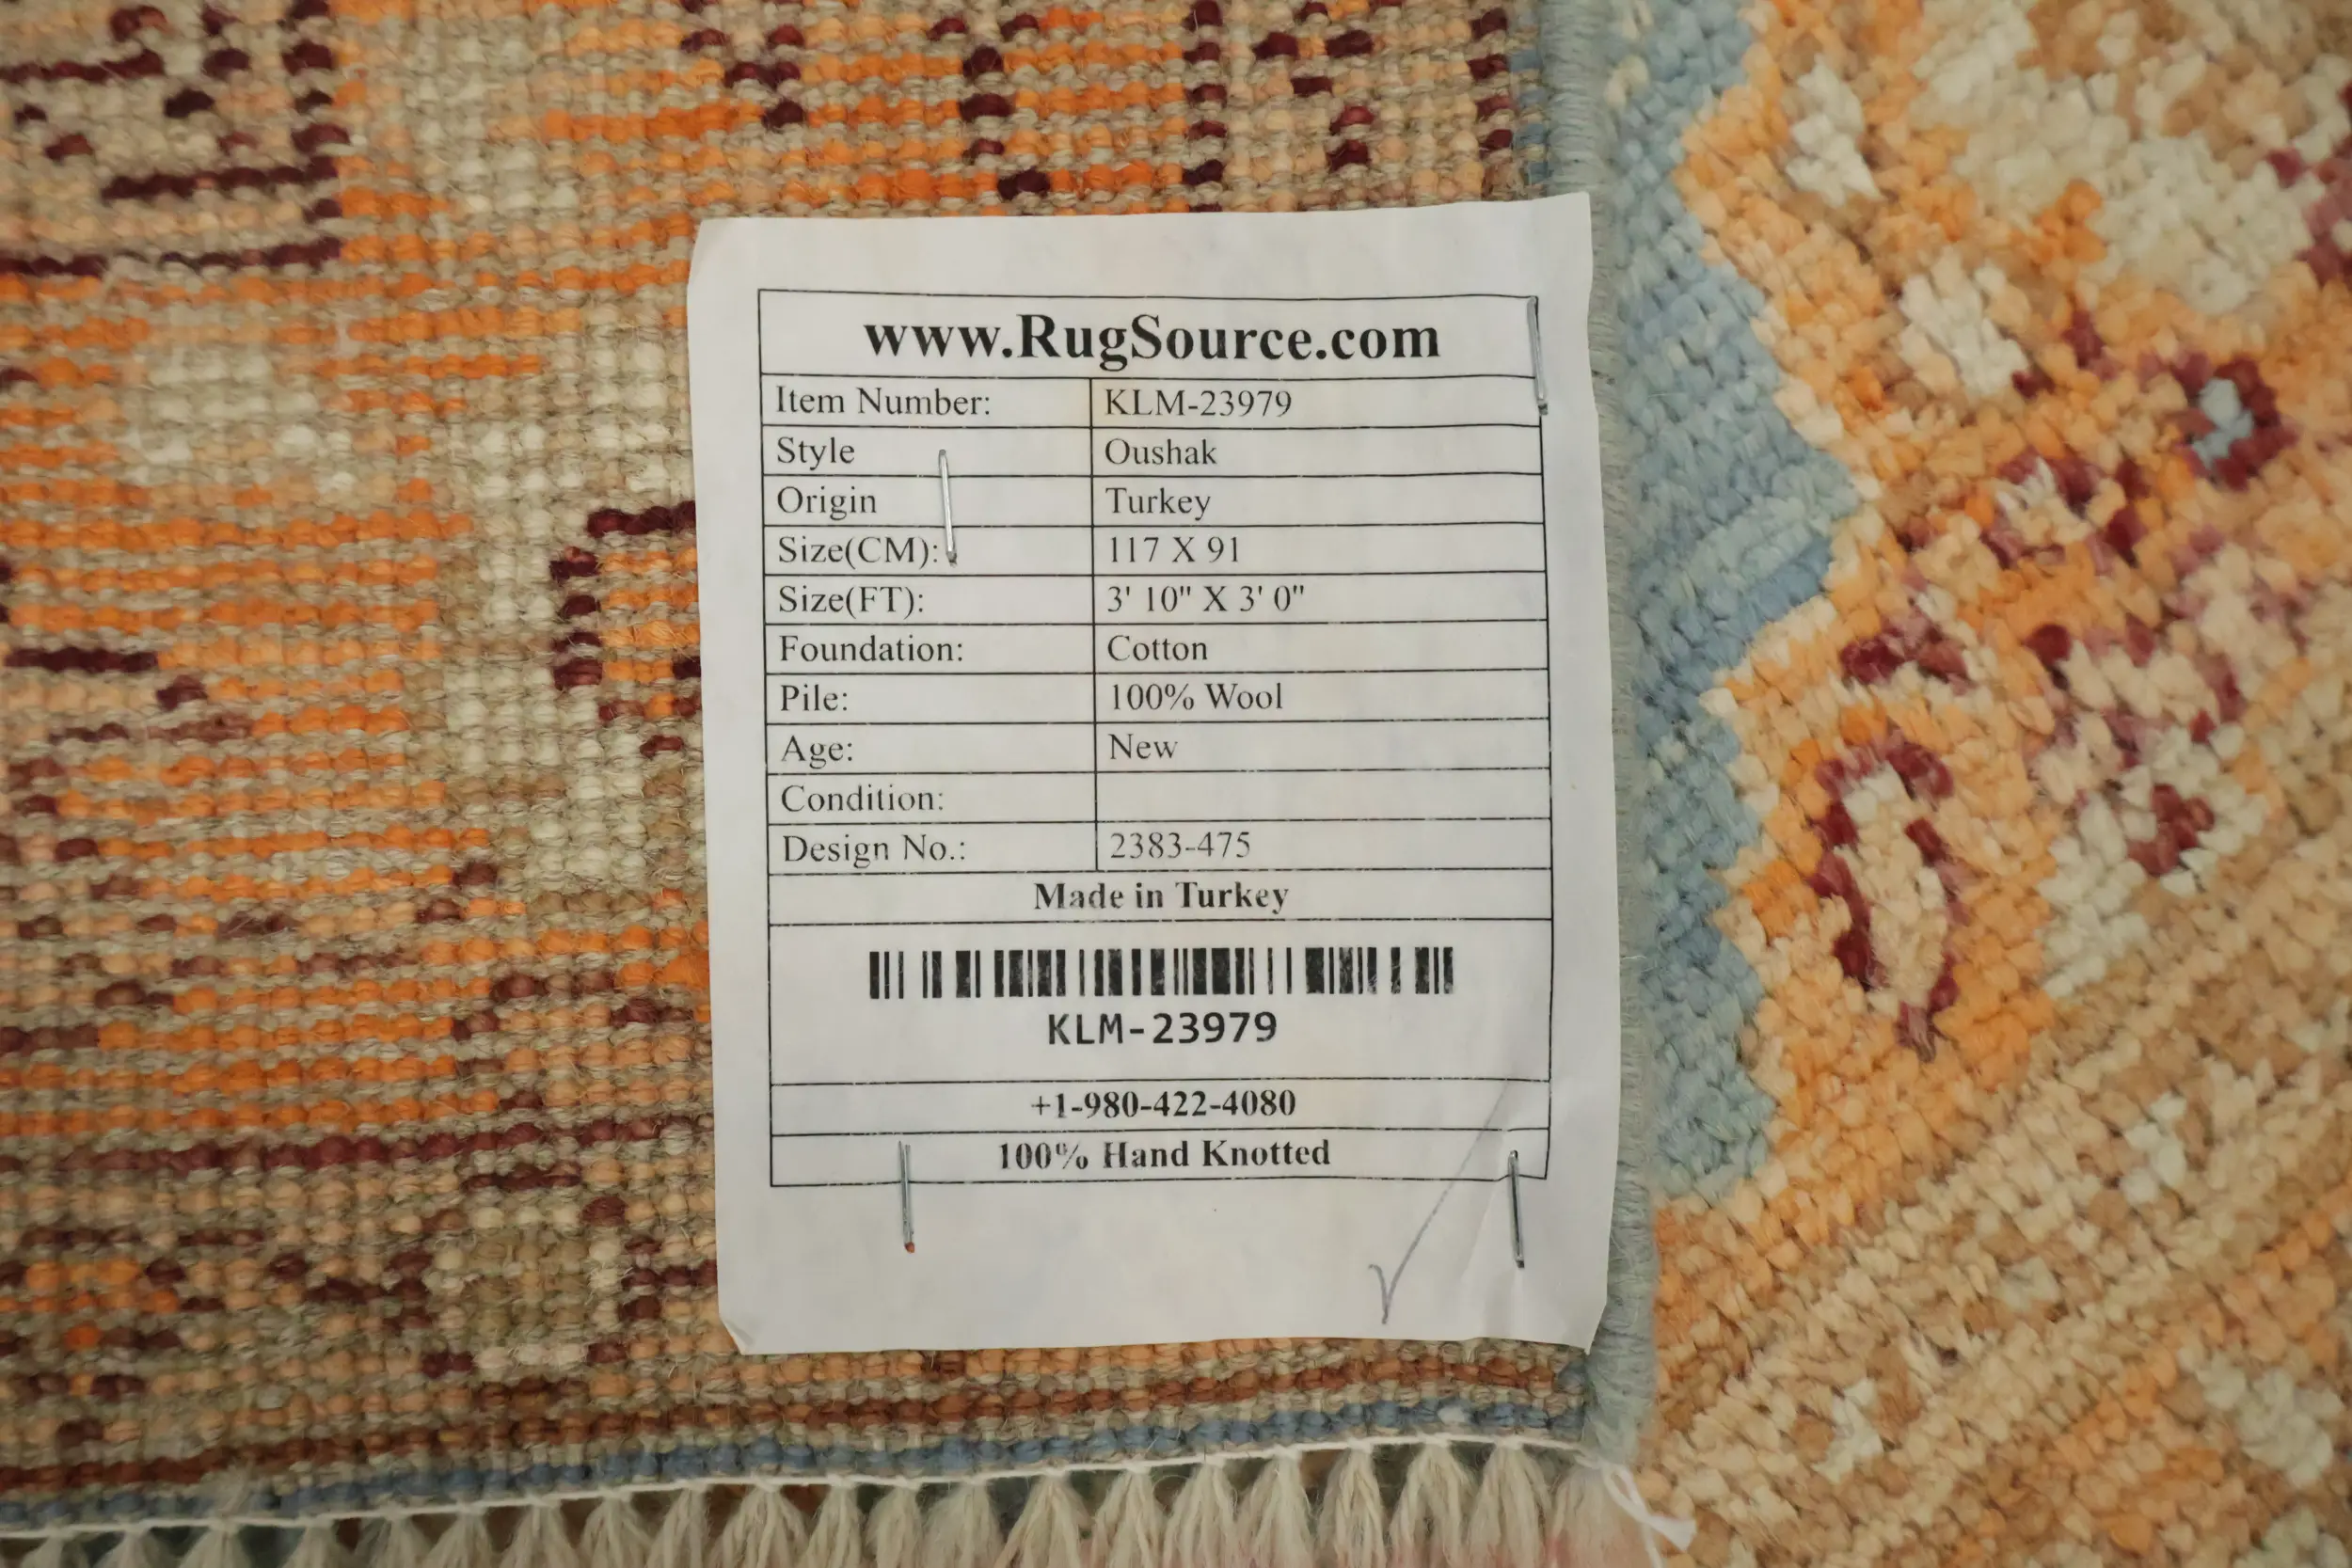 www.RugSource.com
Item Number: KLM-23979
Style Oushak
Origin Turkey
Size(CM): 117 X 91
Size(FT): 3' 10" X 3' 0"
Foundation: Cotton
Pile: 100% Wool
Age: New
Condition:
Design No.: 2383-475
Made in Turkey
KLM-23979
+1-980-422-4080
100% Hand Knotted